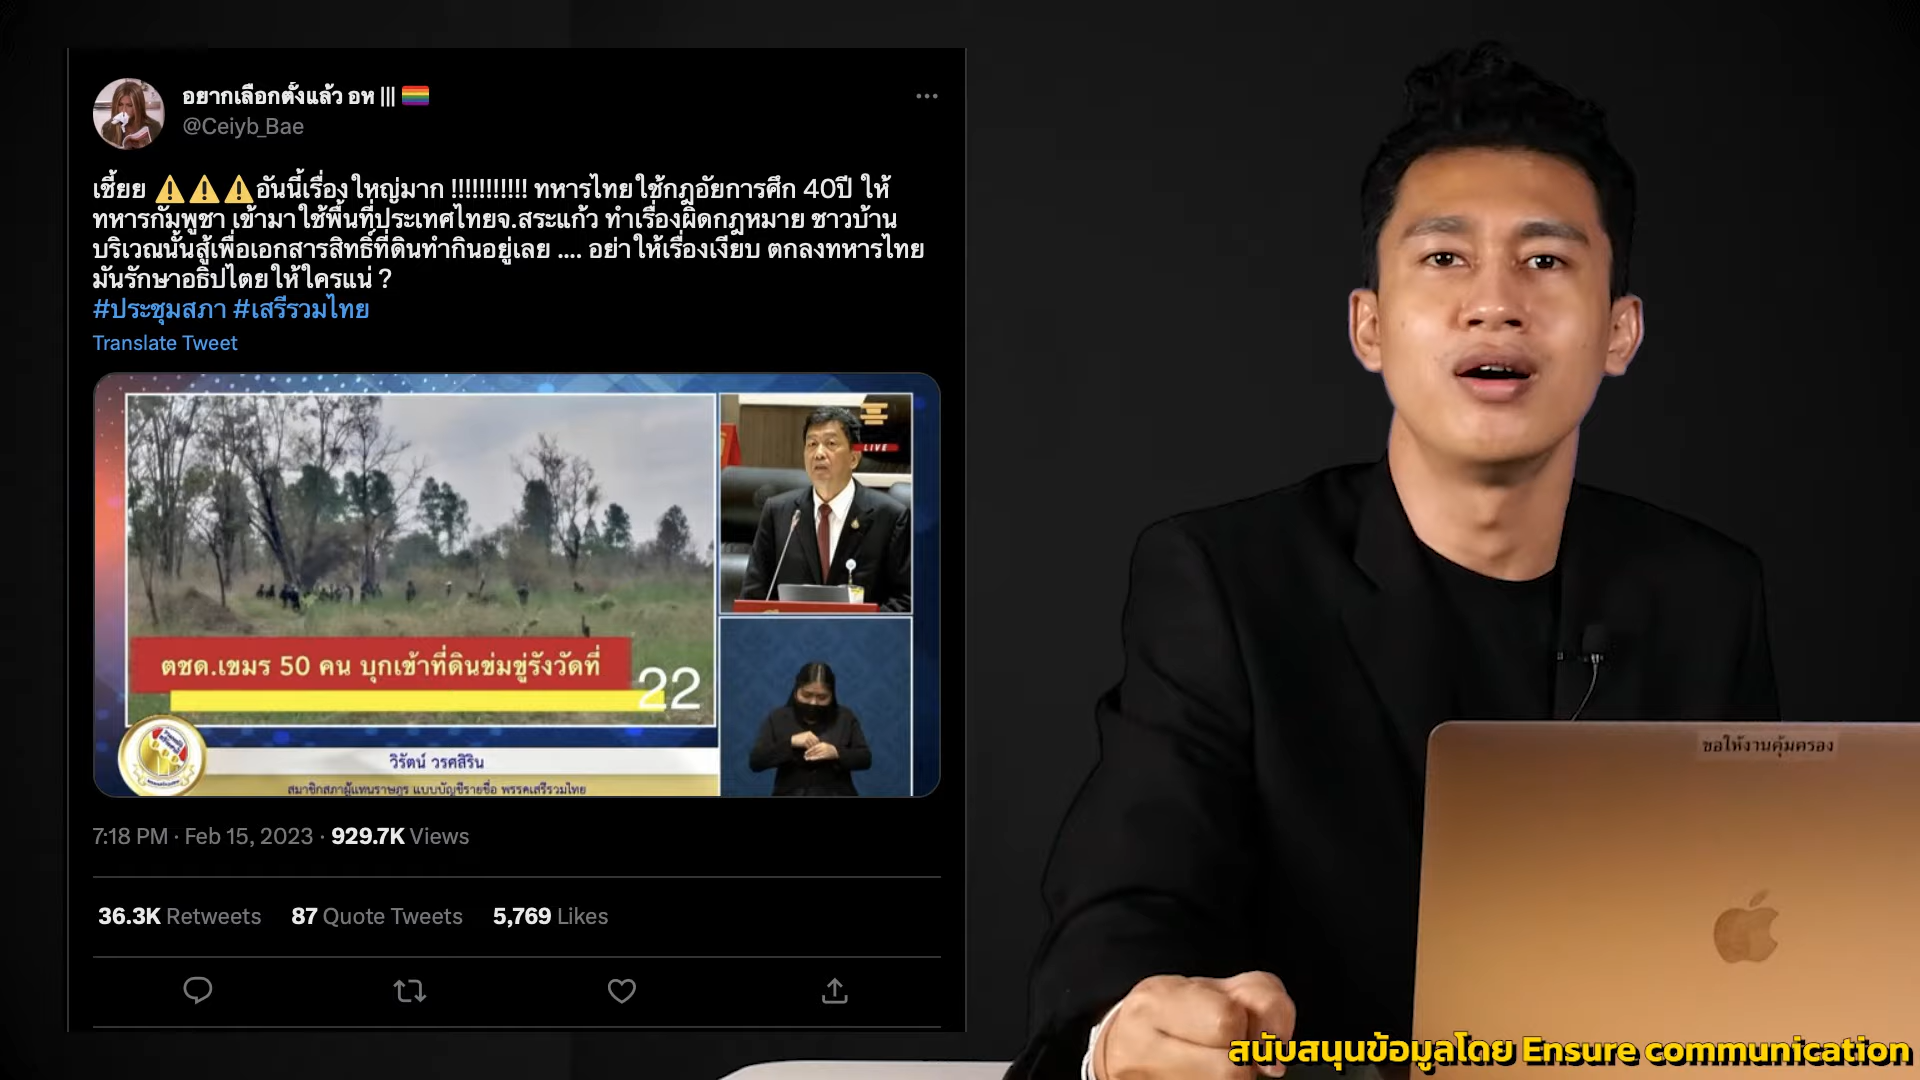 อยากเลือกตั้งแล้ว อห |||
@Ceiyb_Bae
เชี้ยย ⚠️⚠️⚠️อันนี้เรื่องใหญ่มาก !!!!!!!!!!! ทหารไทยใช้กฎอัยการศึก 40ปี ให้
ทหารกัมพูชา เข้ามาใช้พื้นที่ประเทศไทยจ.สระแก้ว ทำเรื่องผิดกฎหมาย ชาวบ้าน
บริเวณนั้นสู้เพื่อเอกสารสิทธิ์ที่ดินทำกินอยู่เลย .... อย่าให้เรื่องเงียบ ตกลงทหารไทย
มันรักษาอธิปไตยให้ใครแน่ ?
#ประชุมสภา #เสรีรวมไทย
Translate Tweet
LIVE
ตชด.เขมร 50 คน บุกเข้าที่ดินข่มขู่รังวัดที่
22
วิรัตน์ วรศสิริน
สมาชิกสภาผู้แทนราษฎร แบบบัญชีรายชื่อ พรรคเสรีรวมไทย
7:18 PM · Feb 15, 2023 · 929.7K Views
36.3K Retweets 87 Quote Tweets 5,769 Likes
ขอให้งานคุ้มครอง
สนับสนุนข้อมูลโดย Ensure communication